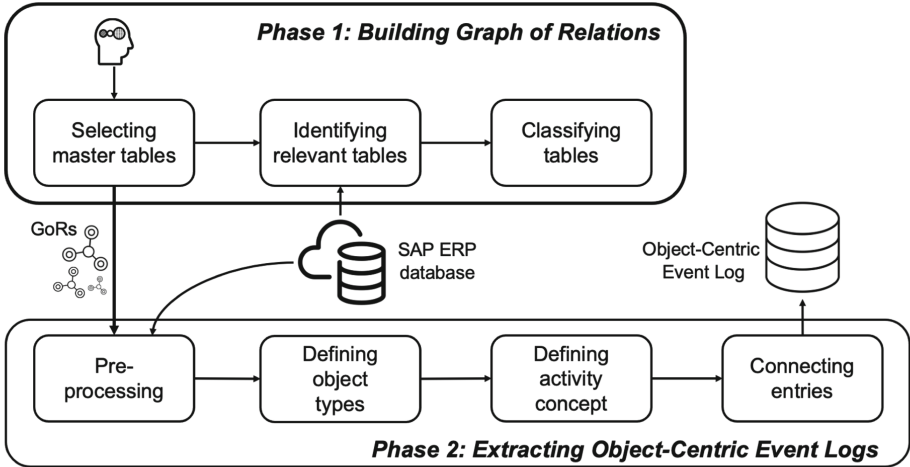 Phase 1: Building Graph of Relations
Selecting
master tables
Identifying
relevant tables
Classifying
tables
GoRs
SAP ERP
database
Object-Centric
Event Log
Pre-
processing
Defining
object
types
Defining
activity
concept
Connecting
entries
Phase 2: Extracting Object-Centric Event Logs